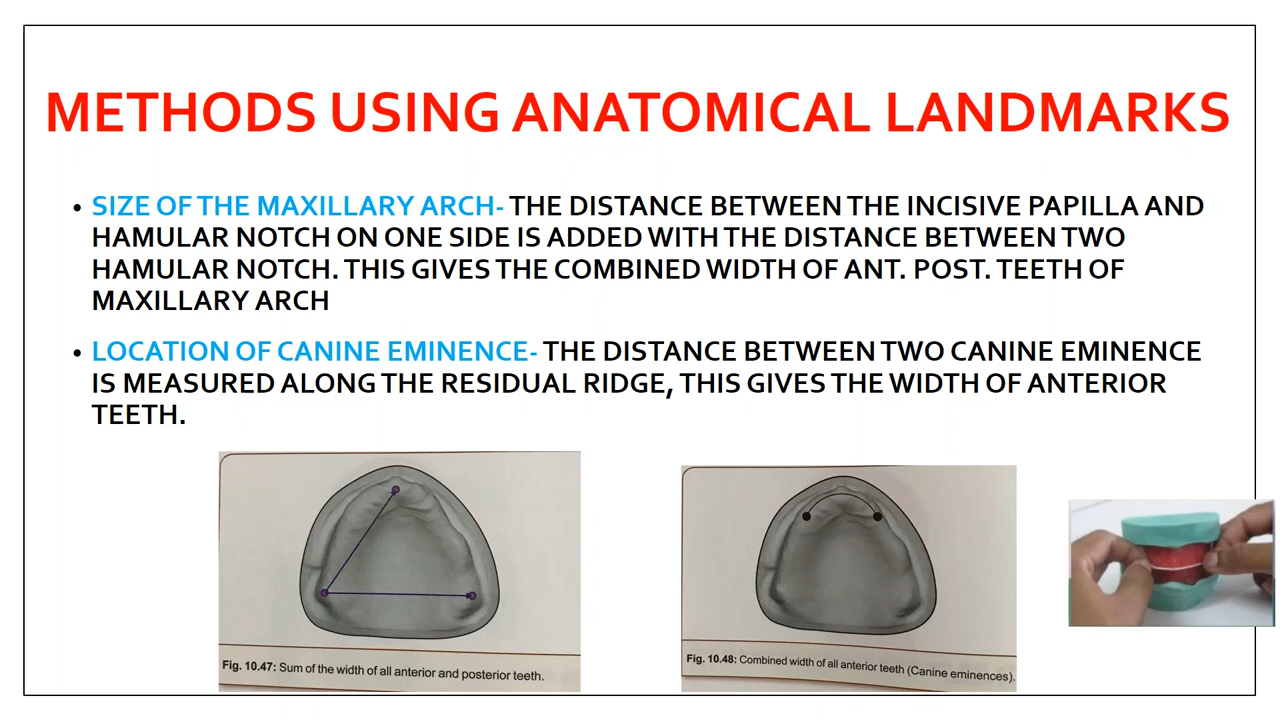 METHODS USING ANATOMICAL LANDMARKS
• SIZE OF THE MAXILLARY ARCH- THE DISTANCE BETWEEN THE INCISIVE PAPILLA AND
HAMULAR NOTCH ON ONE SIDE IS ADDED WITH THE DISTANCE BETWEEN TWO
HAMULAR NOTCH. THIS GIVES THE COMBINED WIDTH OF ANT. POST. TEETH OF
MAXILLARY ARCH
• LOCATION OF CANINE EMINENCE- THE DISTANCE BETWEEN TWO CANINE EMINENCE
IS MEASURED ALONG THE RESIDUAL RIDGE, THIS GIVES THE WIDTH OF ANTERIOR
TEETH.
Fig. 10.47: Sum of the width of all anterior and posterior teeth.
Fig. 10.48: Combined width of all anterior teeth (Canine eminences).